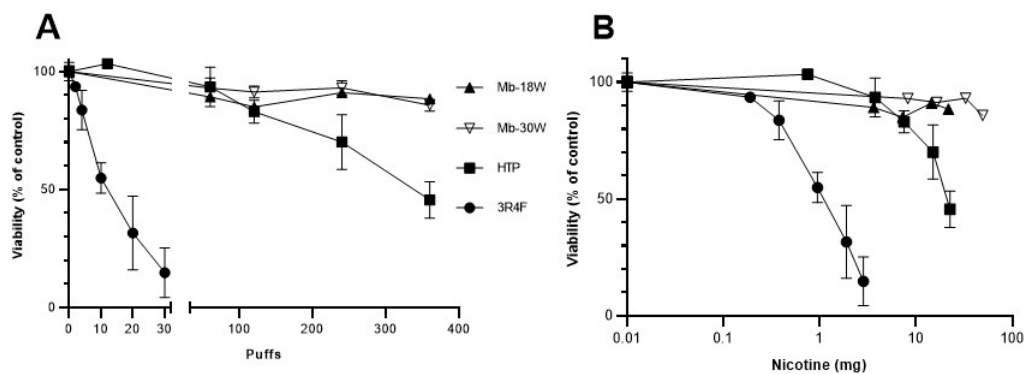 A
Viability (% of control)
100
50
0
0 10 20 30 100 200 300 400
Puffs
Mb-18W
Mb-30W
HTP
3R4F
B
Viability (% of control)
100
50
0
0.01 0.1 1 10 100
Nicotine (mg)